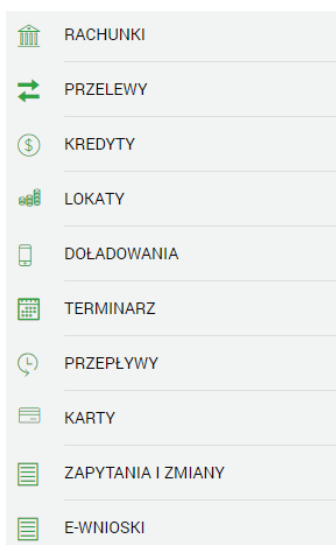 RACHUNKI
PRZELEWY
KREDYTY
LOKATY
DOŁADOWANIA
TERMINARZ
PRZEPŁYWY
KARTY
ZAPYTANIA I ZMIANY
E-WNIOSKI